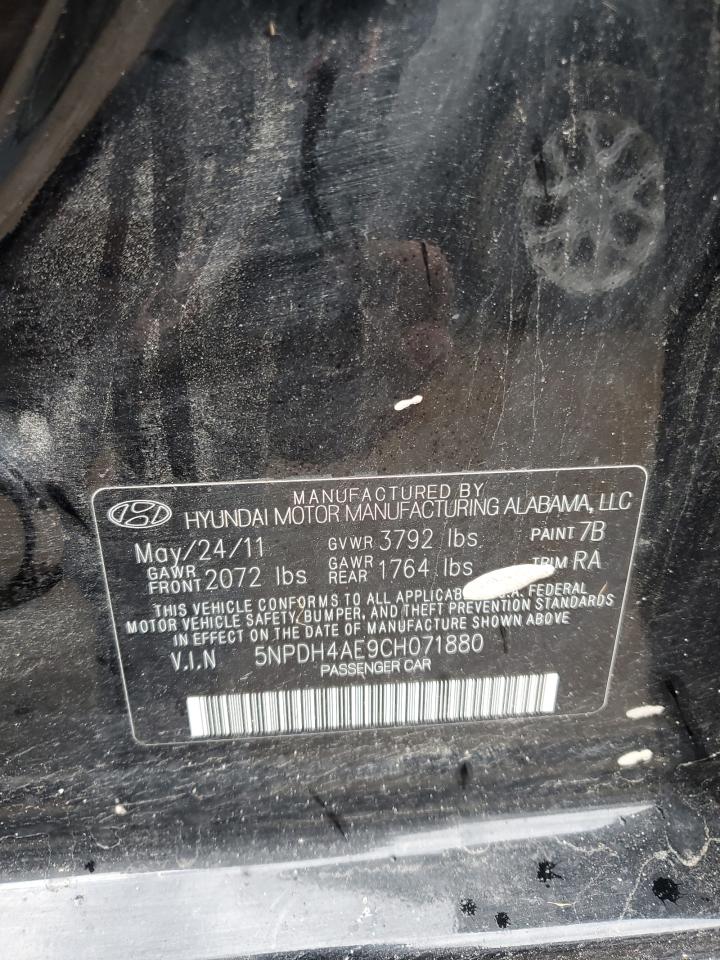 MANUFACTURED BY
HYUNDAI MOTOR MANUFACTURING ALABAMA, LLC
May/24/11 GVWR 3792 lbs PAINT 7B
GAWR FRONT 2072 lbs GAWR REAR 1764 lbs TRIM RA
THIS VEHICLE CONFORMS TO ALL APPLICAB S.A. FEDERAL
MOTOR VEHICLE SAFETY, BUMPER, AND THEFT PREVENTION STANDARDS
IN EFFECT ON THE DATE OF MANUFACTURE SHOWN ABOVE
V.I.N 5NPDH4AE9CH071880
PASSENGER CAR